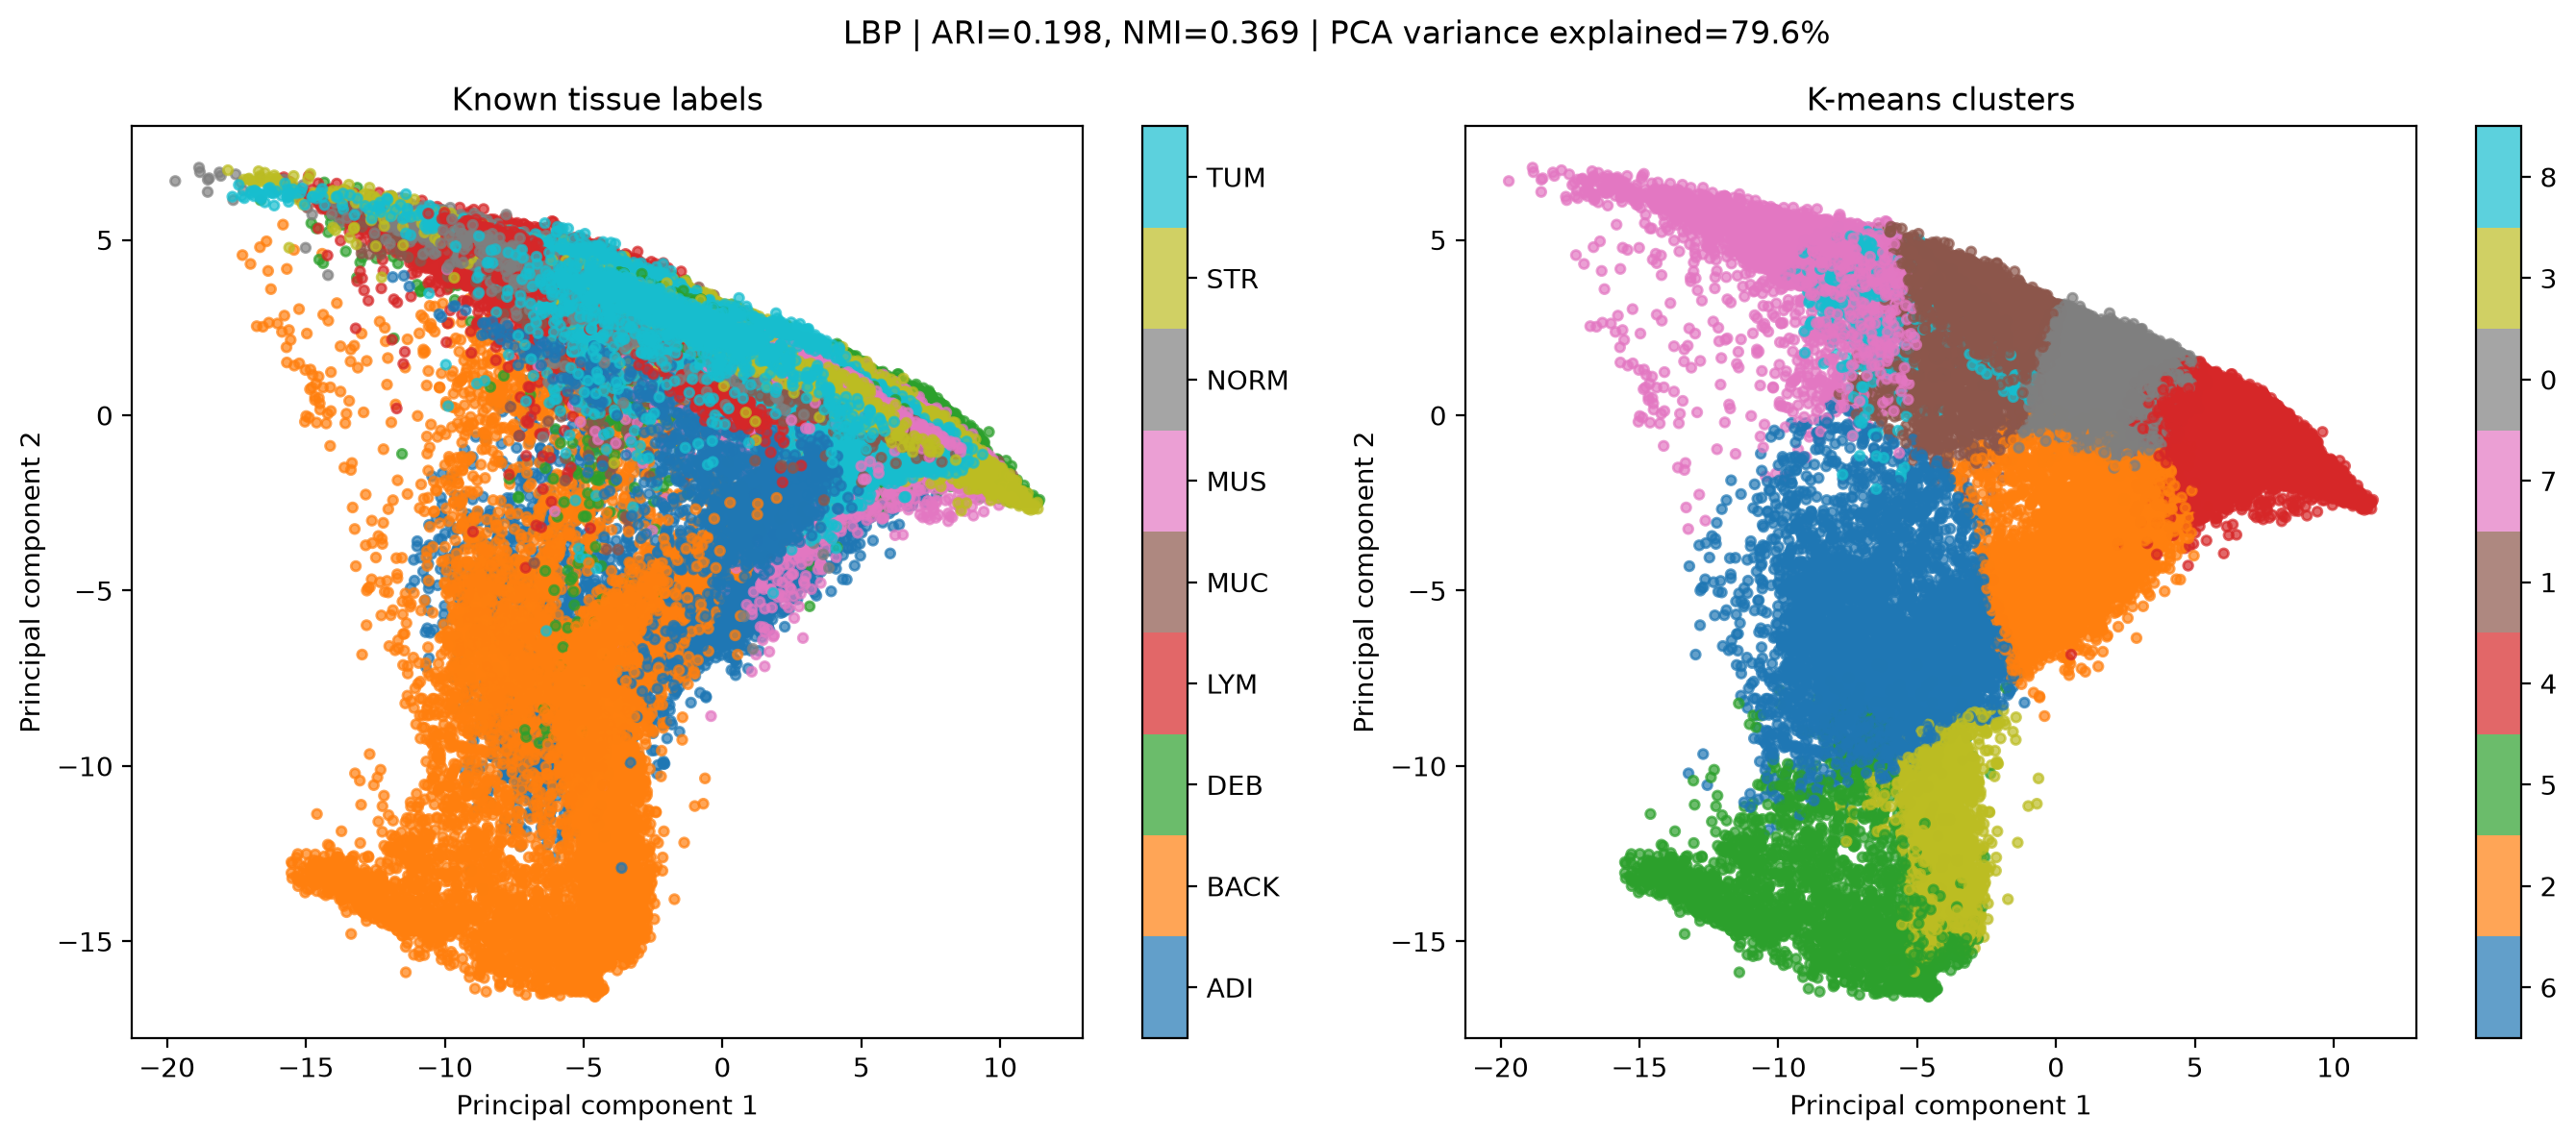 LBP | ARI=0.198, NMI=0.369 | PCA variance explained=79.6%
Known tissue labels
5
0
−5
−10
−15
Principal component 2
−20 −15 −10 −5 0 5 10
Principal component 1
TUM
STR
NORM
MUS
MUC
LYM
DEB
BACK
ADI
K-means clusters
5
0
−5
−10
−15
Principal component 2
−20 −15 −10 −5 0 5 10
Principal component 1
8
3
0
7
1
4
5
2
6